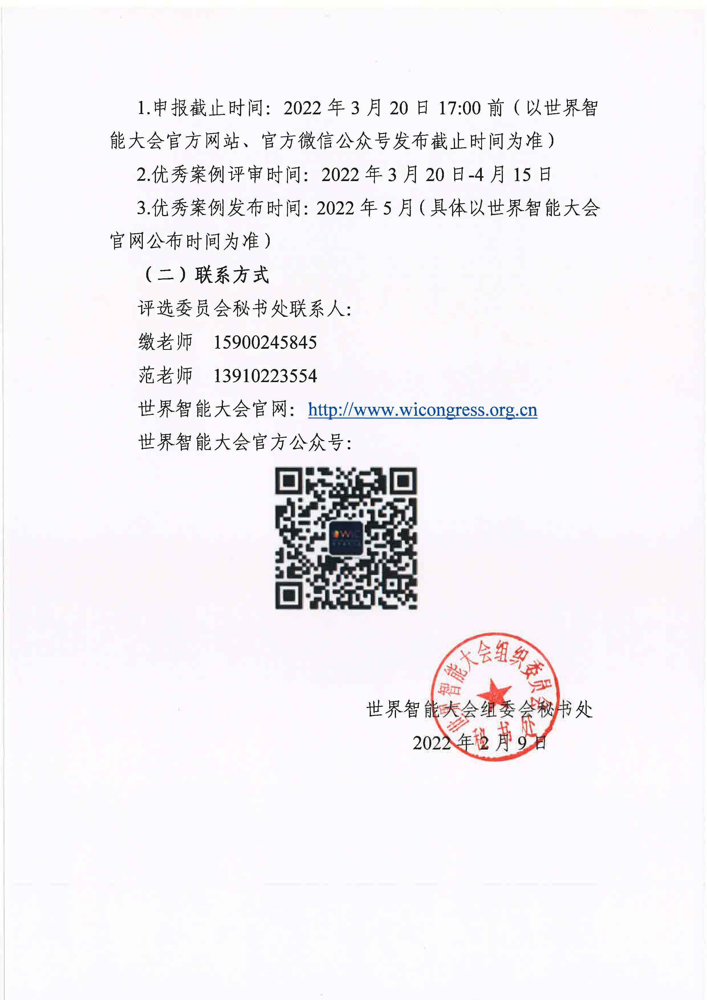 1.申报截止时间：2022 年 3 月 20 日 17:00 前（以世界智
能大会官方网站、官方微信公众号发布截止时间为准）
2.优秀案例评审时间：2022 年 3 月 20 日-4 月 15 日
3.优秀案例发布时间：2022 年 5 月（具体以世界智能大会
官网公布时间为准）
（二）联系方式
评选委员会秘书处联系人：
缴老师 15900245845
范老师 13910223554
世界智能大会官网：http://www.wicongress.org.cn
世界智能大会官方公众号：
WIC
世界智能大会组织委员会
世界智能大会组委会秘书处
秘书处
2022 年 2 月 9 日